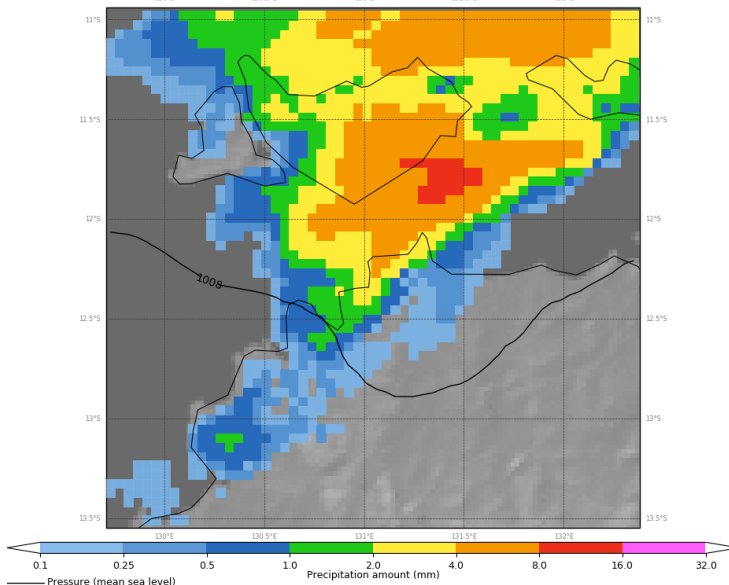 11°S 11°S
11.5°S 11.5°S
12°S 12°S
1008
12.5°S 12.5°S
13°S 13°S
13.5°S 13.5°S
130°S 130.5°S 131°S 131.5°S 132°S
0.1 0.25 0.5 1.0 2.0 4.0 8.0 16.0 32.0
Precipitation amount (mm)
Pressure (mean sea level)